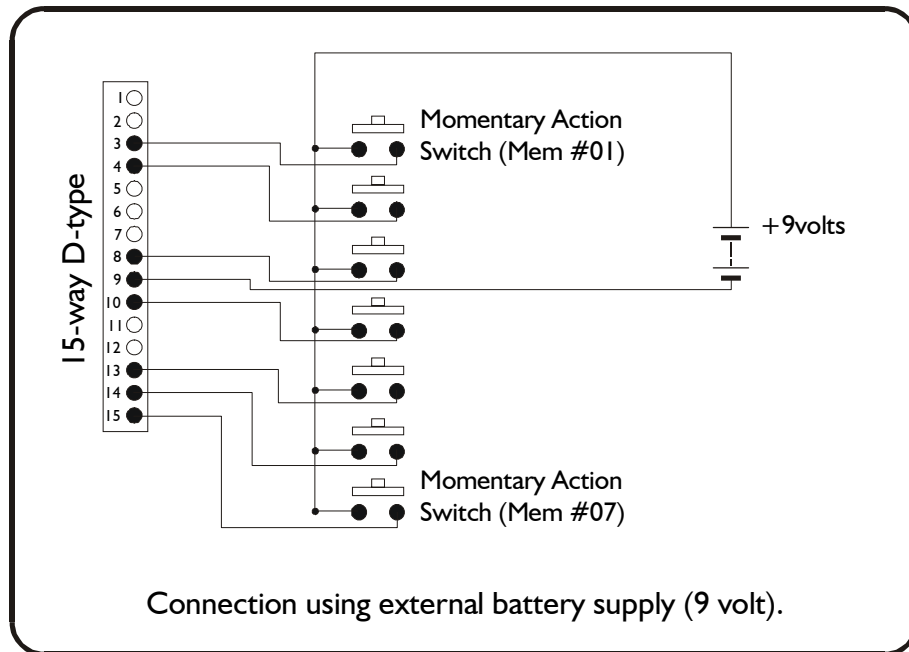 15-way D-type
1
2
3
4
5
6
7
8
9
10
11
12
13
14
15
Momentary Action
Switch (Mem #01)
+9volts
Momentary Action
Switch (Mem #07)
Connection using external battery supply (9 volt).